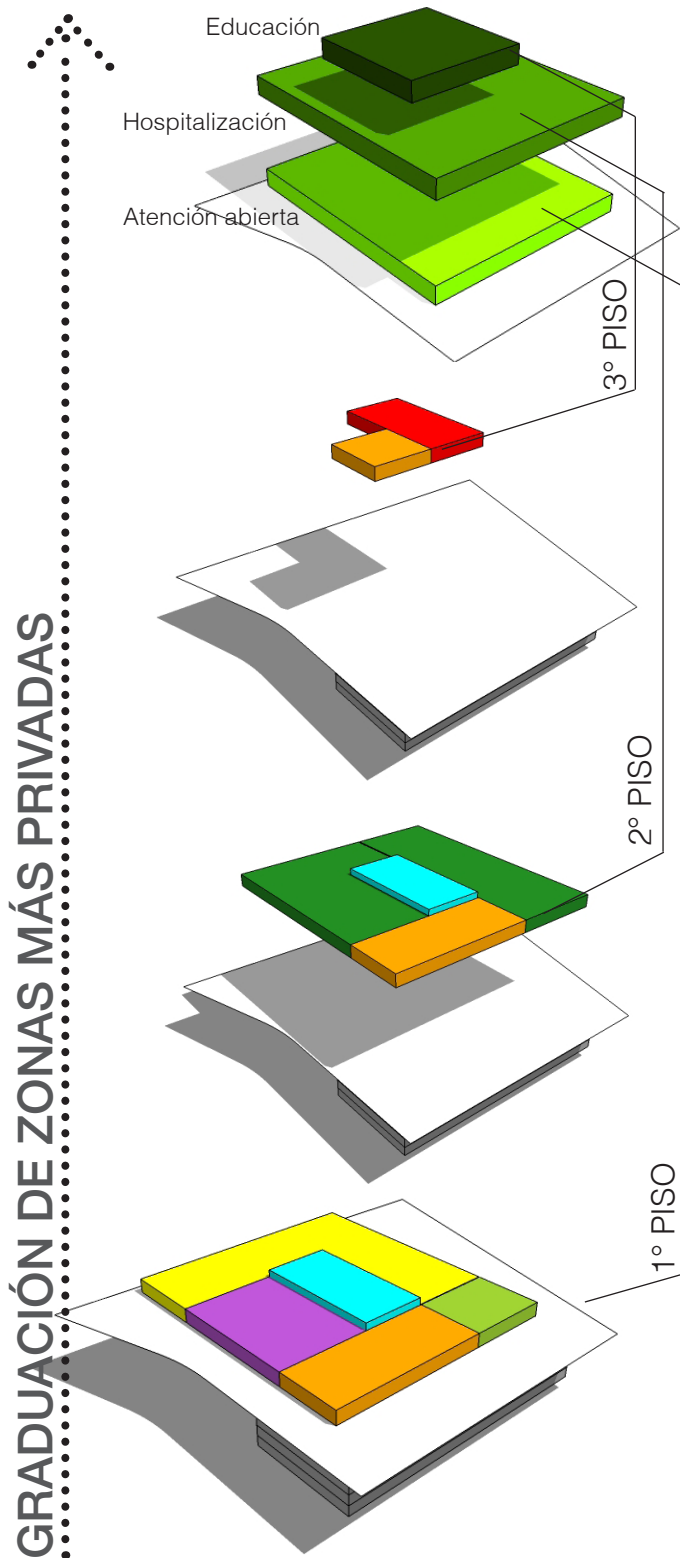 Educación
Hospitalización
Atención abierta
3° PISO
2° PISO
1° PISO
GRADUACIÓN DE ZONAS MÁS PRIVADAS